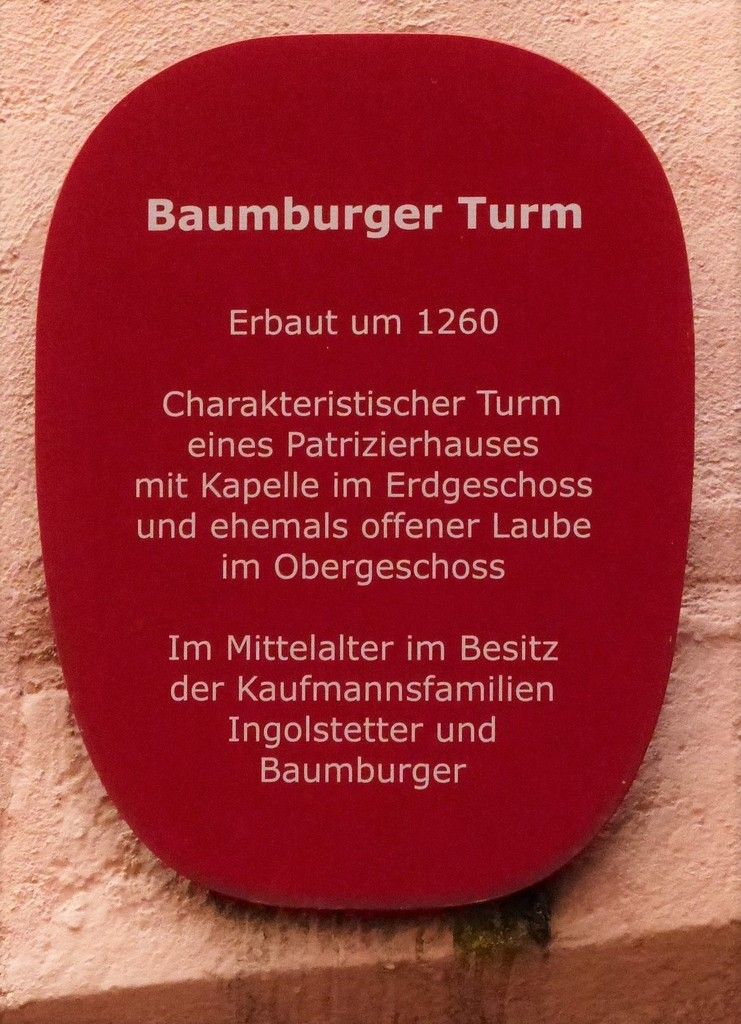 Baumburger Turm
Erbaut um 1260
Charakteristischer Turm
eines Patrizierhauses
mit Kapelle im Erdgeschoss
und ehemals offener Laube
im Obergeschoss
Im Mittelalter im Besitz
der Kaufmannsfamilien
Ingolstetter und
Baumburger